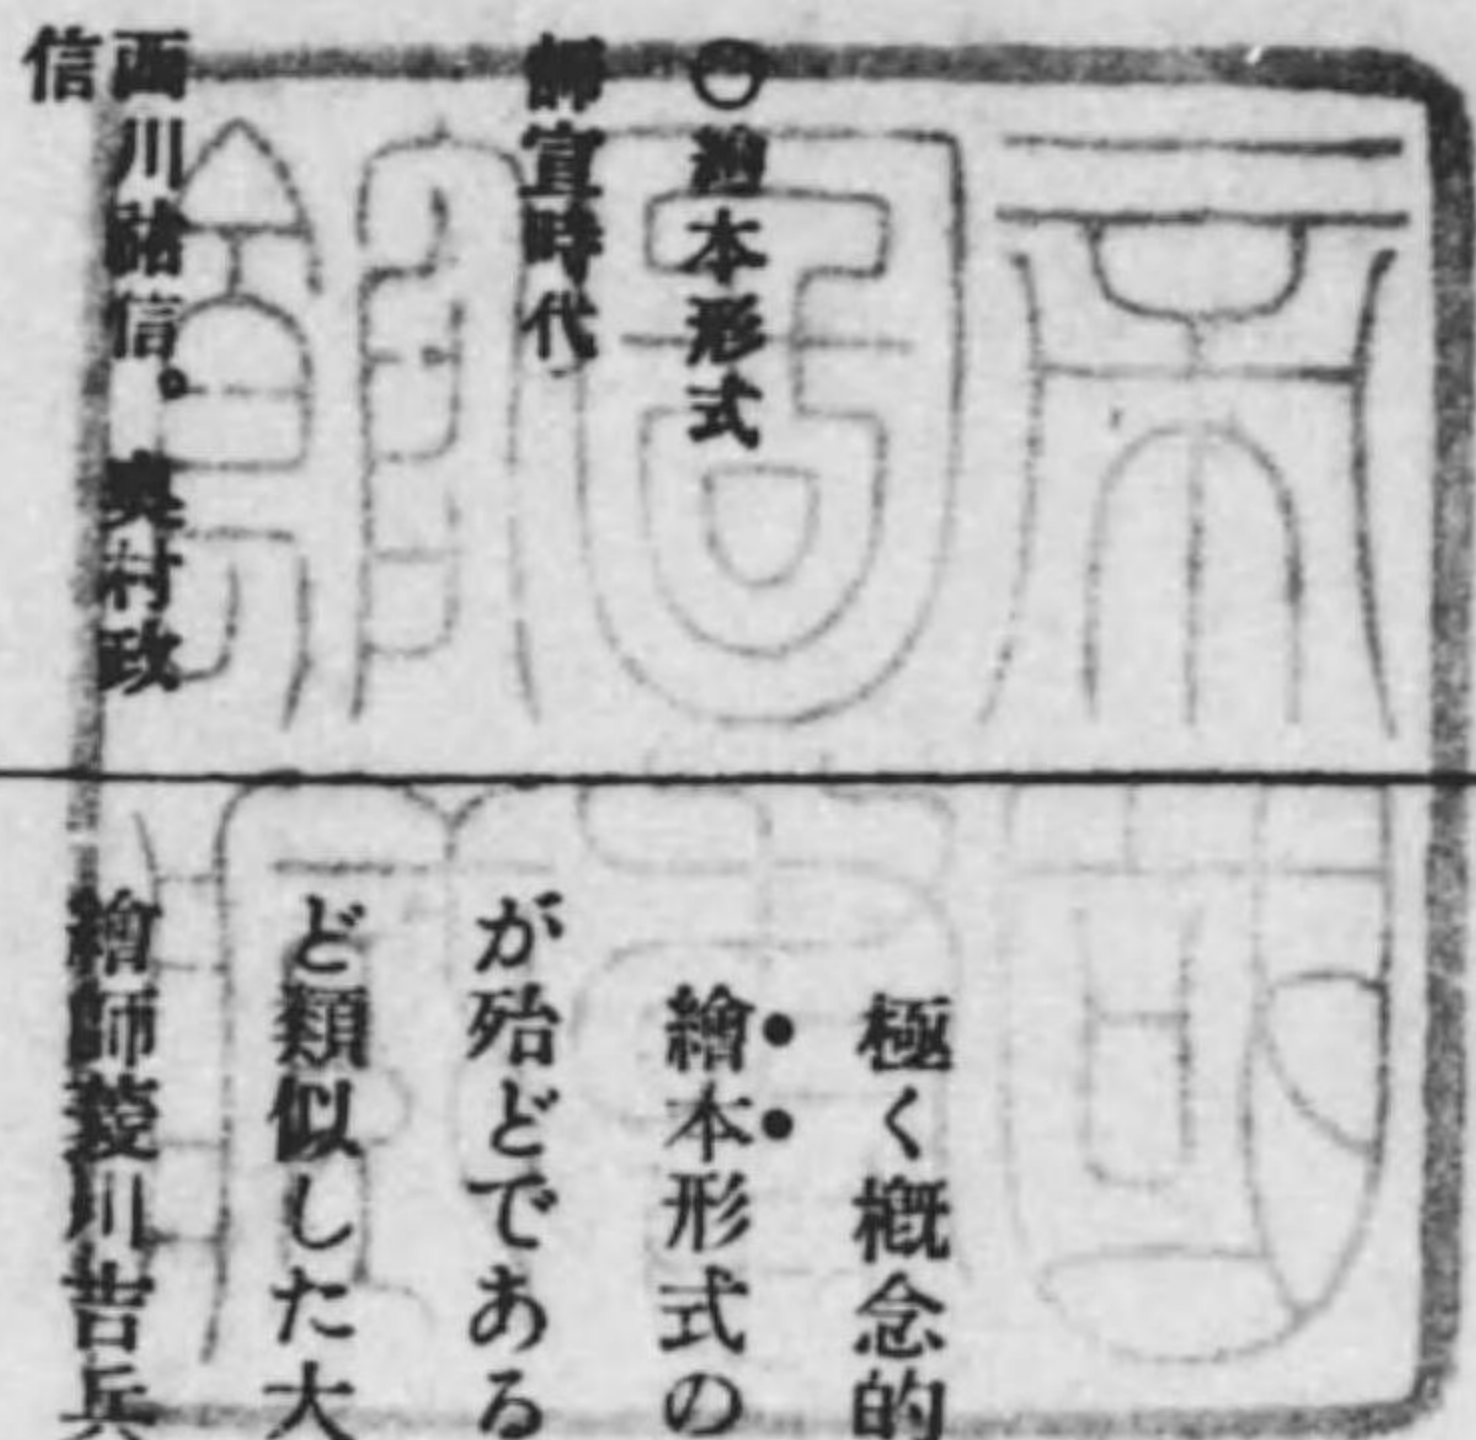 〇繪本形式
師宣時代
西川祐信。奥村政
信
極く概念的
繪本形式の
が殆どである
ど類似した大
繪師菱川吉兵